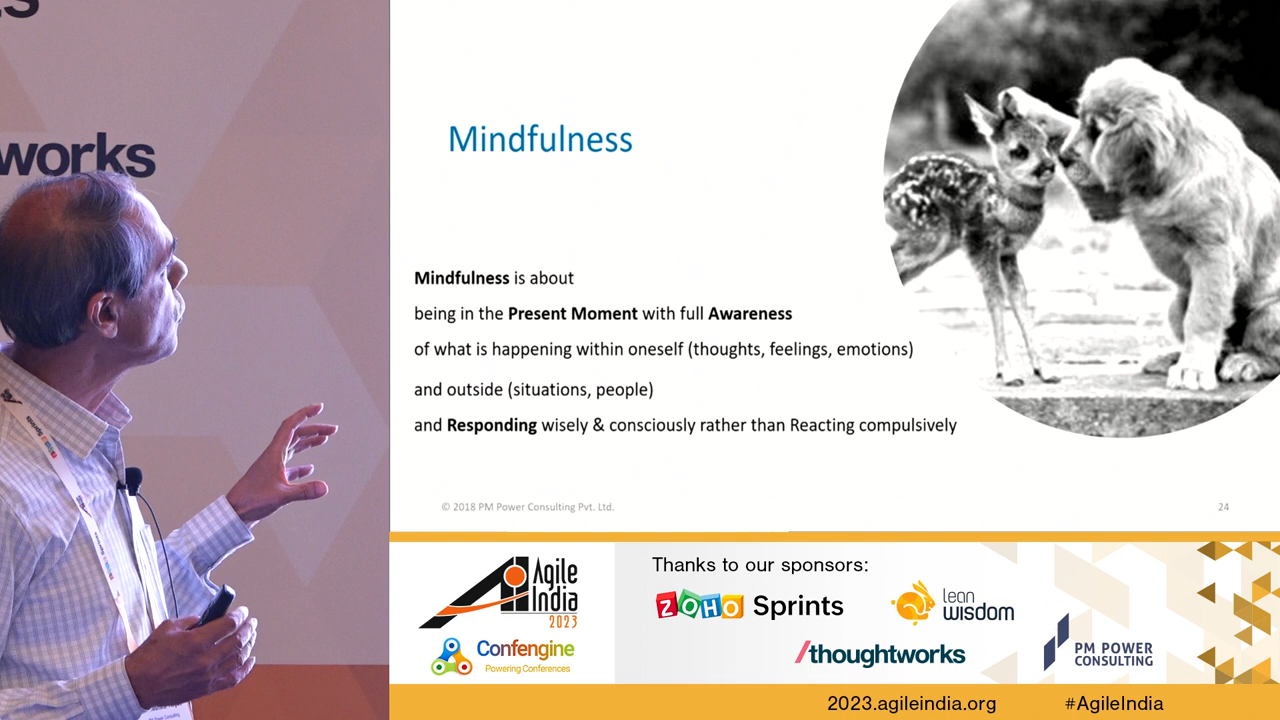 works
Mindfulness
Mindfulness is about
being in the Present Moment with full Awareness
of what is happening within oneself (thoughts, feelings, emotions)
and outside (situations, people)
and Responding wisely & consciously rather than Reacting compulsively
© 2018 PM Power Consulting Pvt. Ltd.
24
Agile
India
2023
Confengine
Powering Conferences
Thanks to our sponsors:
ZOHO Sprints
lean
wisdom
/thoughtworks
PM POWER
CONSULTING
2023.agileindia.org
#AgileIndia